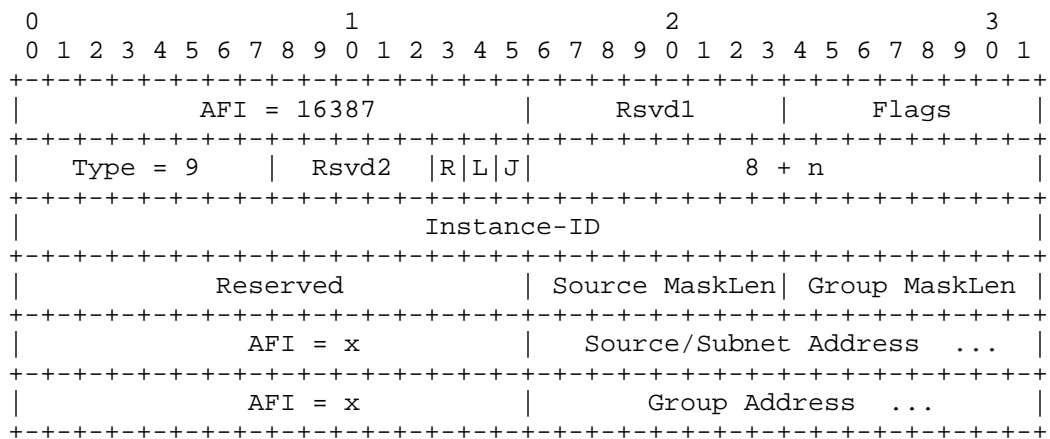 0                   1                   2                   3
 0 1 2 3 4 5 6 7 8 9 0 1 2 3 4 5 6 7 8 9 0 1 2 3 4 5 6 7 8 9 0 1
+-+-+-+-+-+-+-+-+-+-+-+-+-+-+-+-+-+-+-+-+-+-+-+-+-+-+-+-+-+-+-+-+
|           AFI = 16387         |     Rsvd1     |     Flags     |
+-+-+-+-+-+-+-+-+-+-+-+-+-+-+-+-+-+-+-+-+-+-+-+-+-+-+-+-+-+-+-+-+
|   Type = 9    |  Rsvd2  |R|L|J|             8 + n             |
+-+-+-+-+-+-+-+-+-+-+-+-+-+-+-+-+-+-+-+-+-+-+-+-+-+-+-+-+-+-+-+-+
|                         Instance-ID                           |
+-+-+-+-+-+-+-+-+-+-+-+-+-+-+-+-+-+-+-+-+-+-+-+-+-+-+-+-+-+-+-+-+
|            Reserved           | Source MaskLen| Group MaskLen |
+-+-+-+-+-+-+-+-+-+-+-+-+-+-+-+-+-+-+-+-+-+-+-+-+-+-+-+-+-+-+-+-+
|              AFI = x          |   Source/Subnet Address  ...  |
+-+-+-+-+-+-+-+-+-+-+-+-+-+-+-+-+-+-+-+-+-+-+-+-+-+-+-+-+-+-+-+-+
|              AFI = x          |       Group Address  ...      |
+-+-+-+-+-+-+-+-+-+-+-+-+-+-+-+-+-+-+-+-+-+-+-+-+-+-+-+-+-+-+-+-+